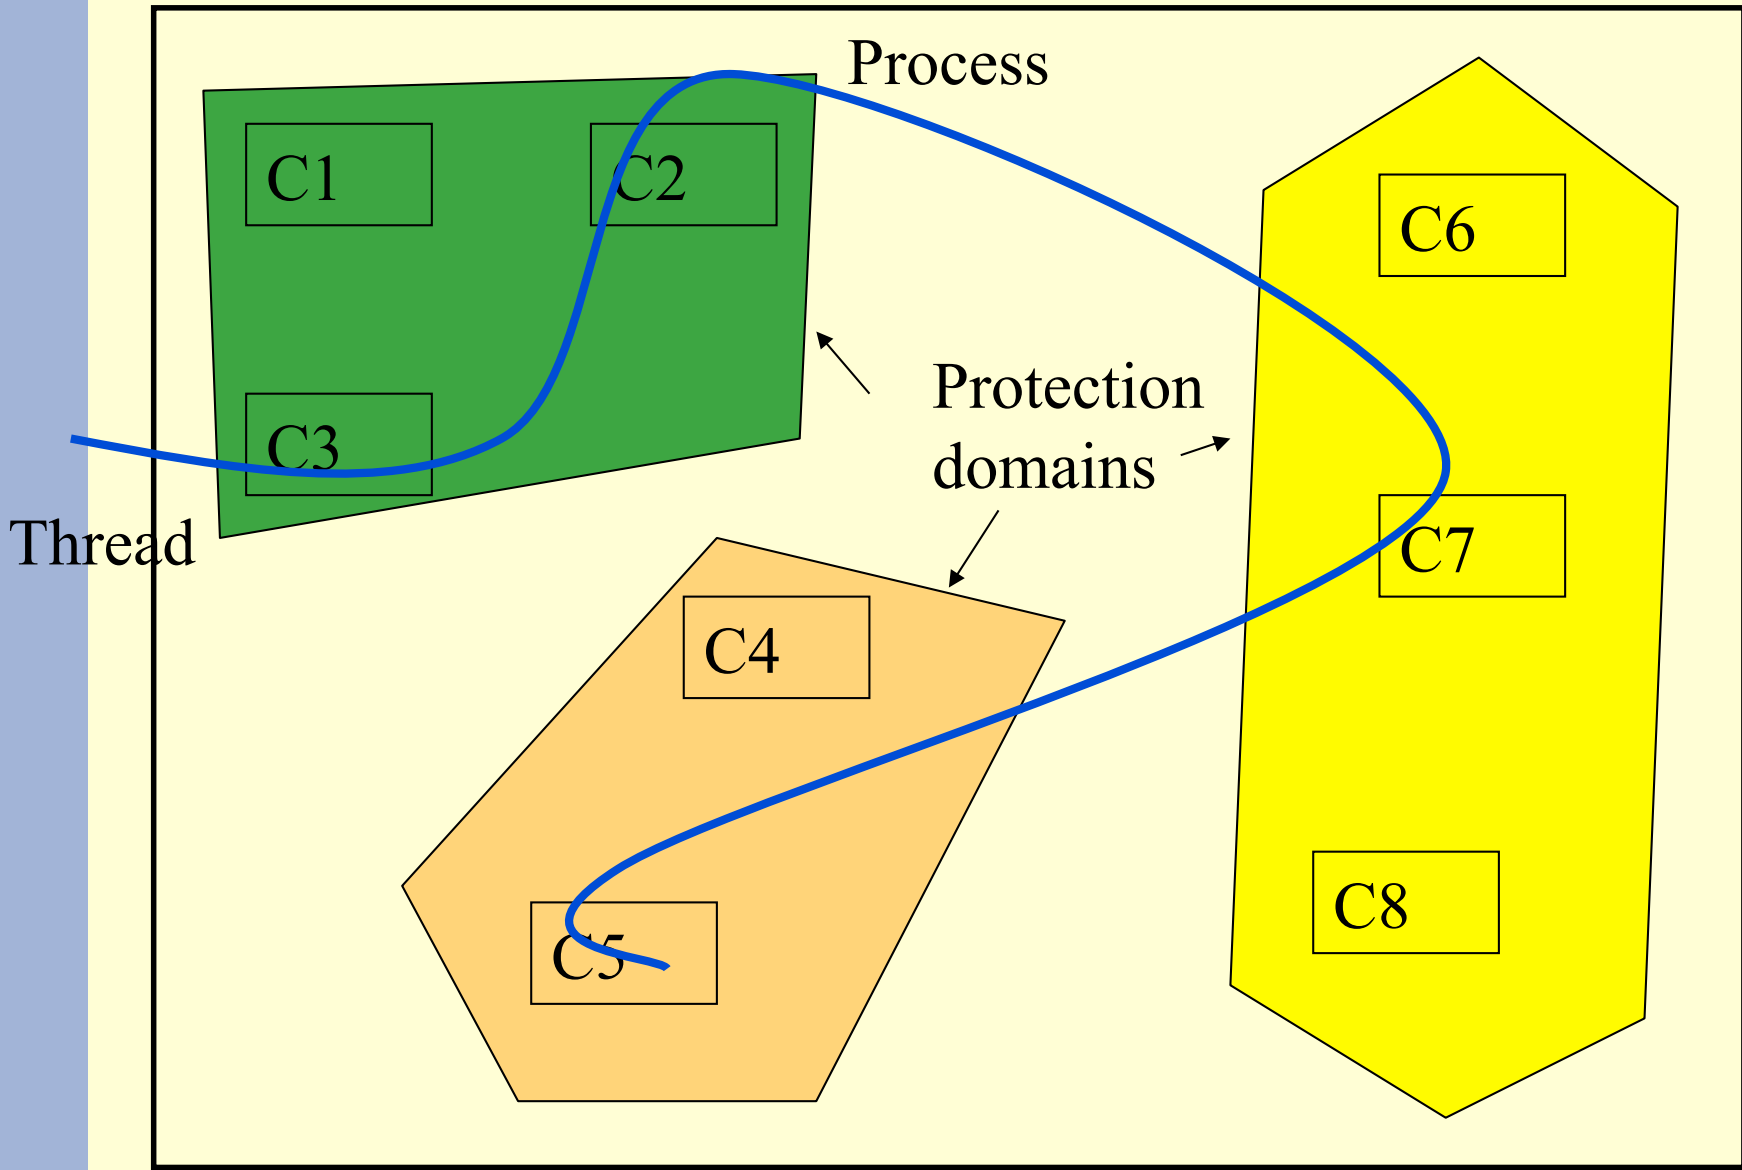 Process
C1
C2
C6
Protection
domains
C3
Thread
C7
C4
C8
C5